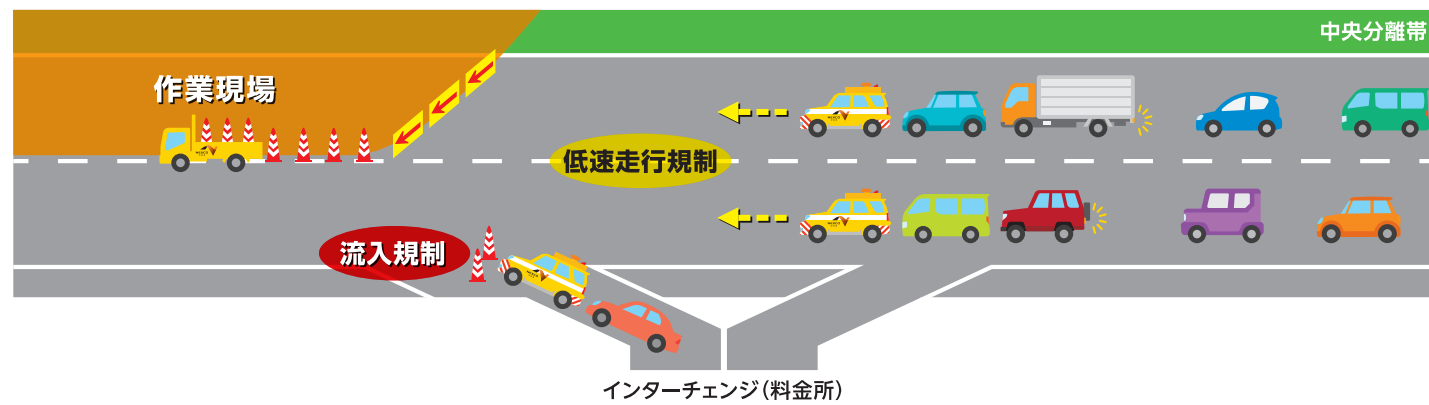 中央分離帯
作業現場
低速走行規制
流入規制
インターチェンジ(料金所)